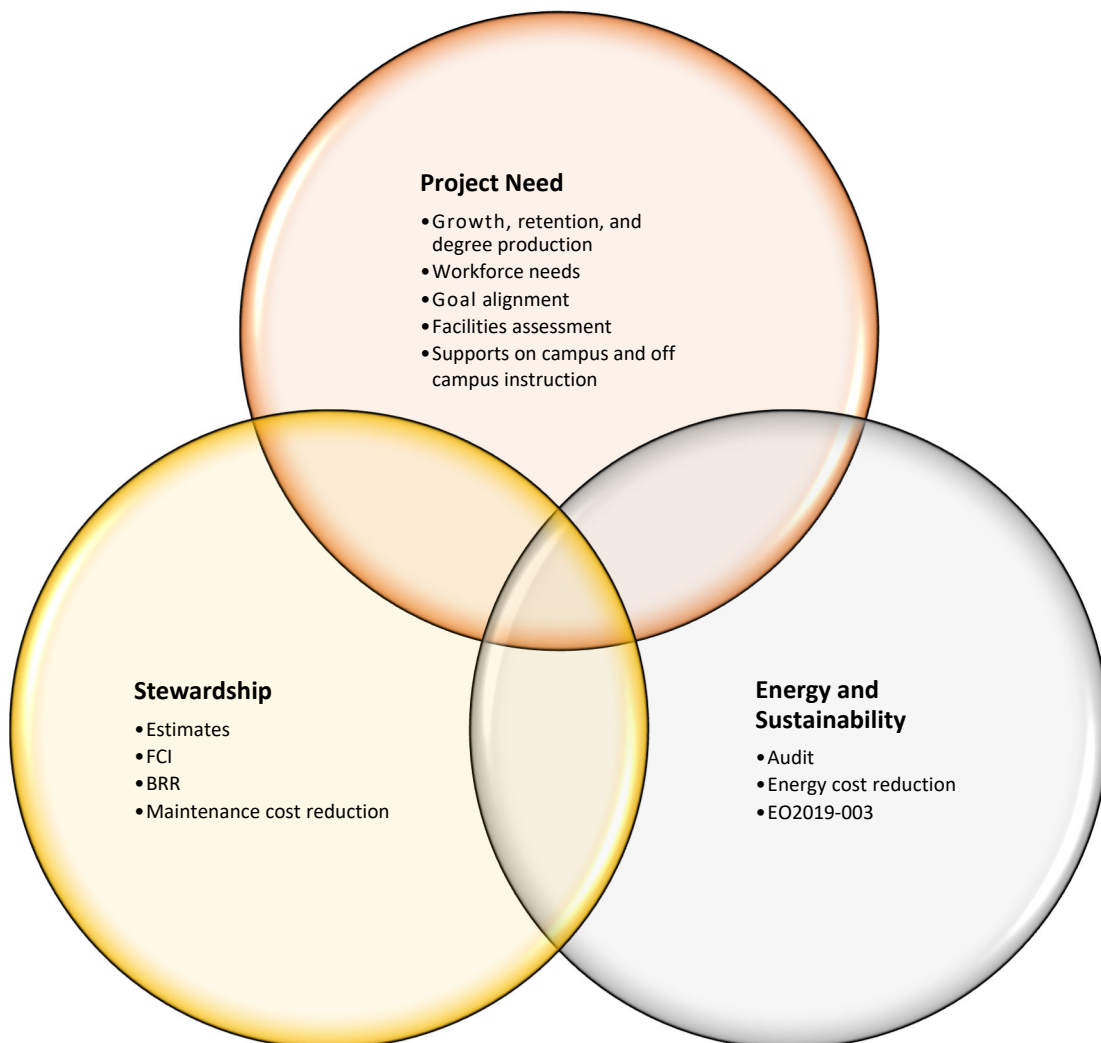 Project Need
•Growth, retention, and
degree production
•Workforce needs
•Goal alignment
•Facilities assessment
•Supports on campus and off
campus instruction
Stewardship
•Estimates
•FCI
•BRR
•Maintenance cost reduction
Energy and
Sustainability
•Audit
•Energy cost reduction
•EO2019-003